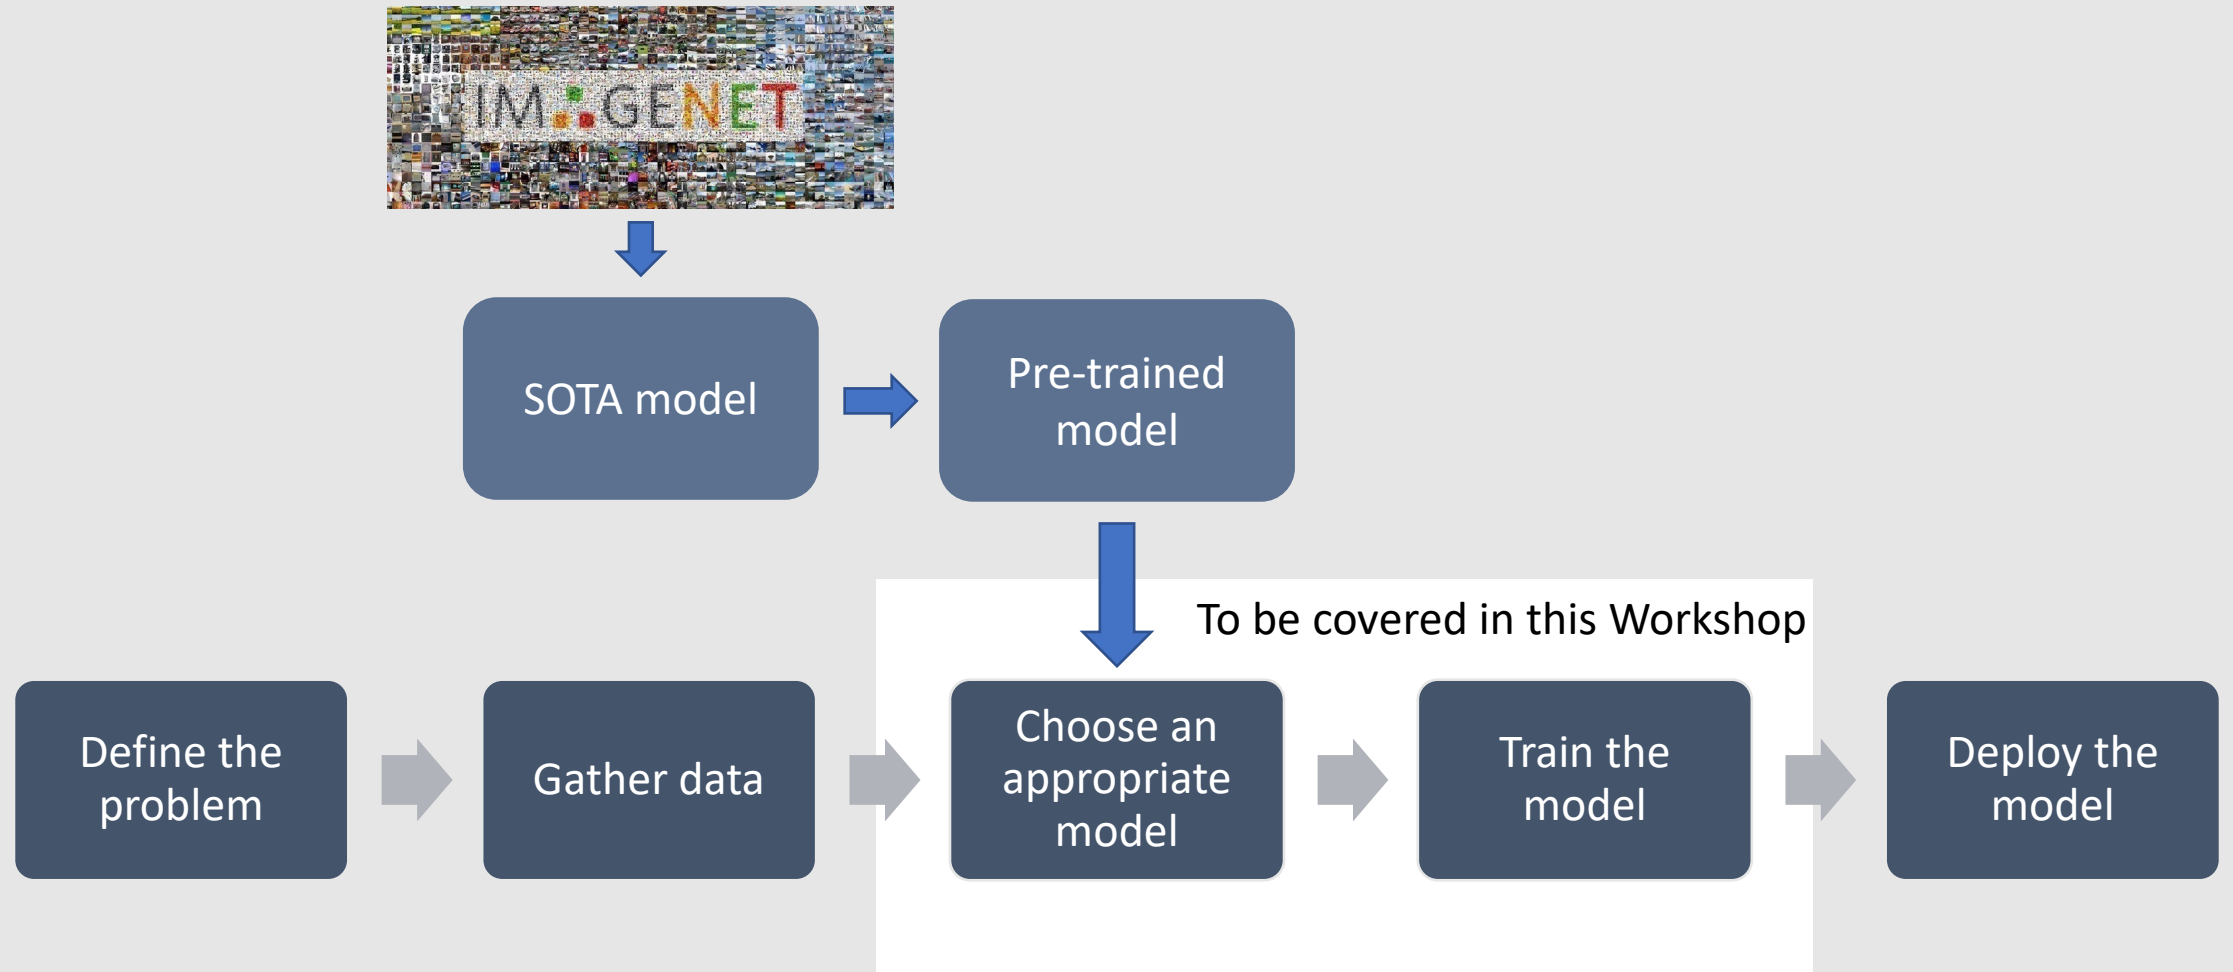 IMAGENET
SOTA model
Pre-trained
model
To be covered in this Workshop
Define the
problem
Gather data
Choose an
appropriate
model
Train the
model
Deploy the
model